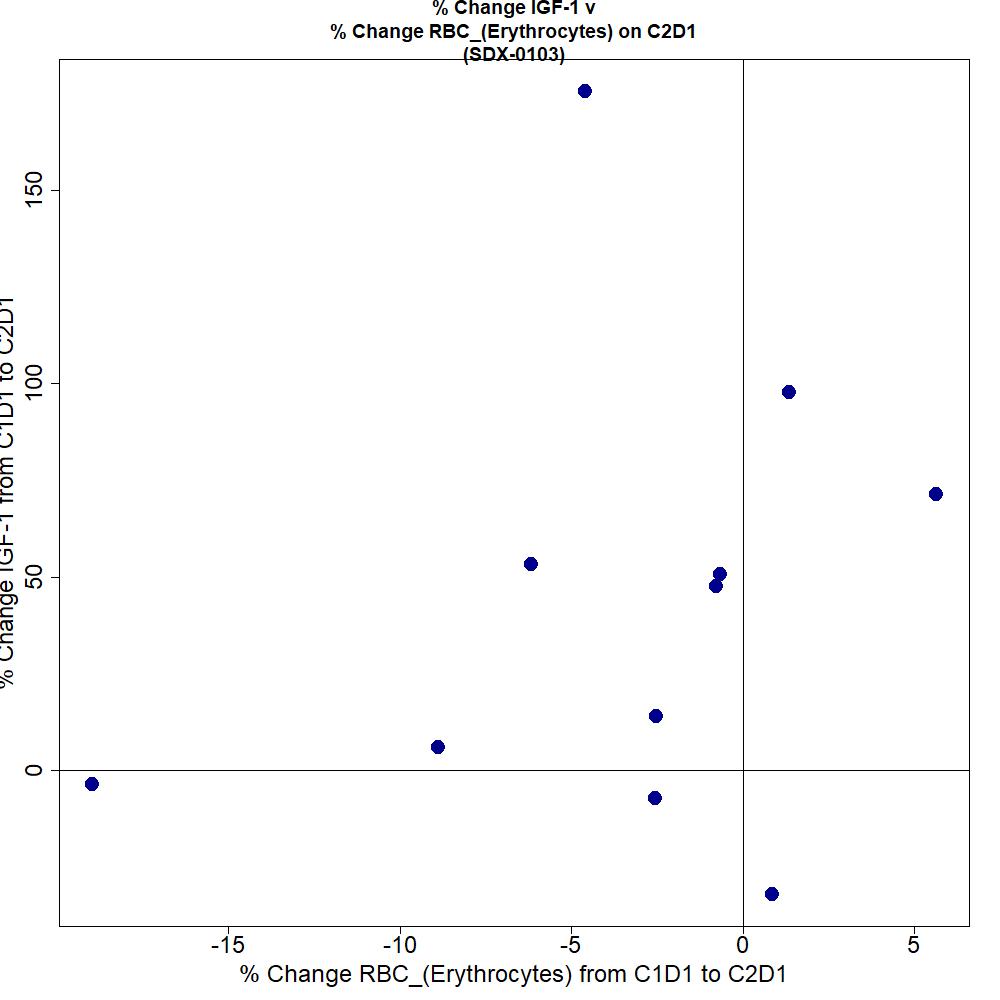 % Change IGF-1 v
% Change RBC_(Erythrocytes) on C2D1
(SDX-0103)
% Change IGF-1 from C1D1 to C2D1
150
100
50
0
-15
-10
-5
0
5
% Change RBC_(Erythrocytes) from C1D1 to C2D1